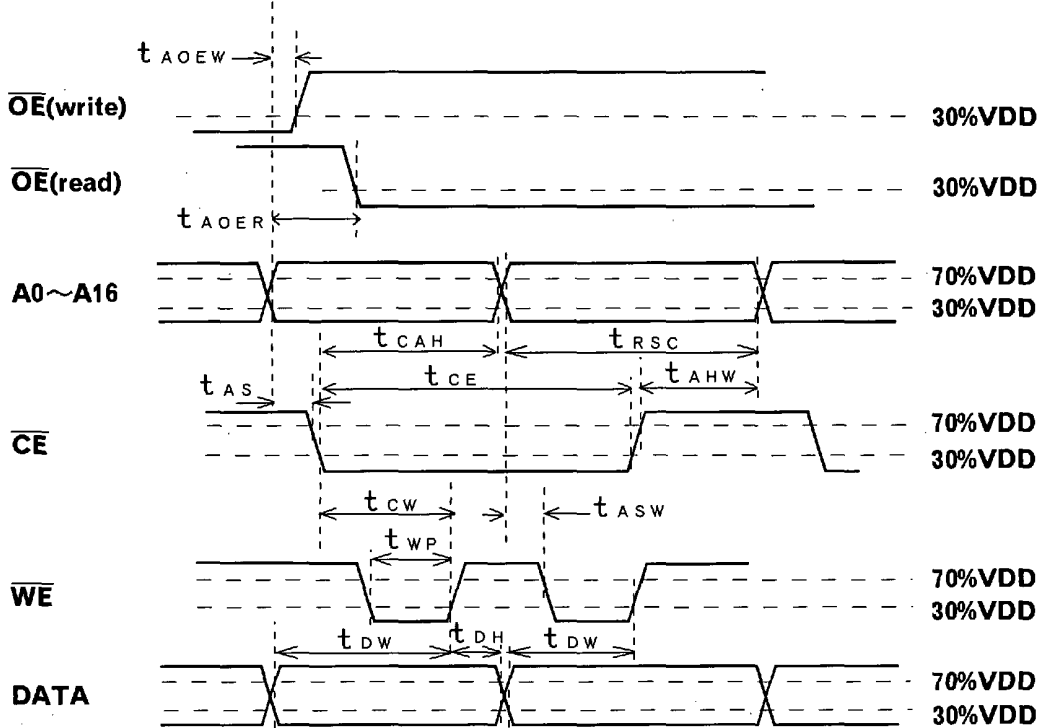 tAOEW
OE(write) 30%VDD
OE(read) 30%VDD
tAOER
A0～A16 70%VDD
30%VDD
tCAH tRSC
tAS tCE tAHW
CE 70%VDD
30%VDD
tCW tASW
tWP
WE 70%VDD
30%VDD
tDW tDH tDW
DATA 70%VDD
30%VDD